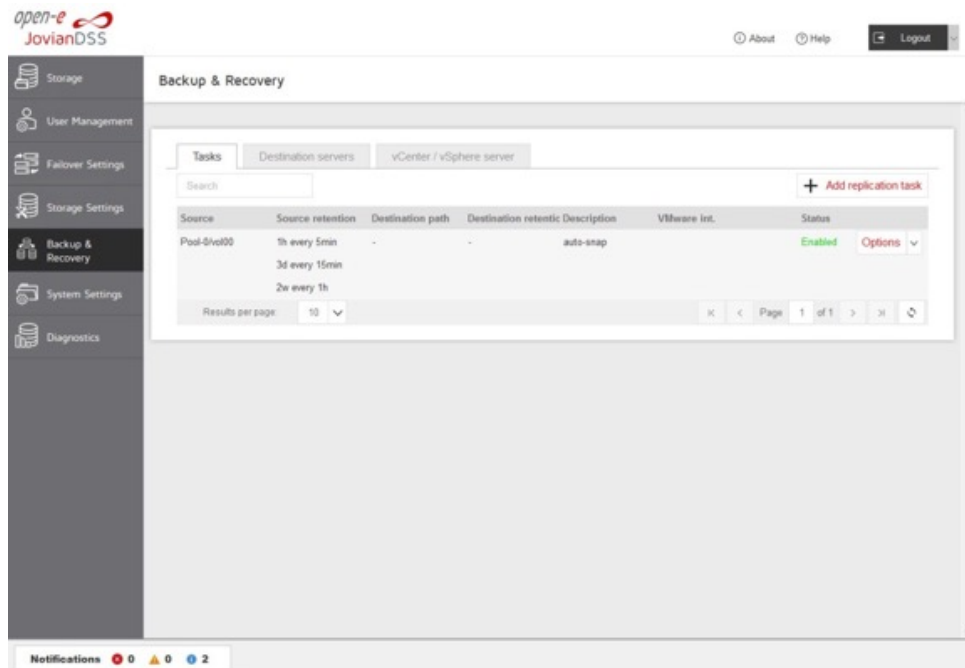 open-e
JovianDSS
About Help Logout
Storage
User Management
Failover Settings
Storage Settings
Backup &
Recovery
System Settings
Diagnostics
Backup & Recovery
Tasks Destination servers vCenter / vSphere server
Search
Add replication task
Source Source retention Destination path Destination retentic Description VMware int. Status
Pool-0/vol00 1h every 5min - - auto-snap Enabled Options
3d every 15min
2w every 1h
Results per page: 10 Page 1 of 1
Notifications 0 0 2